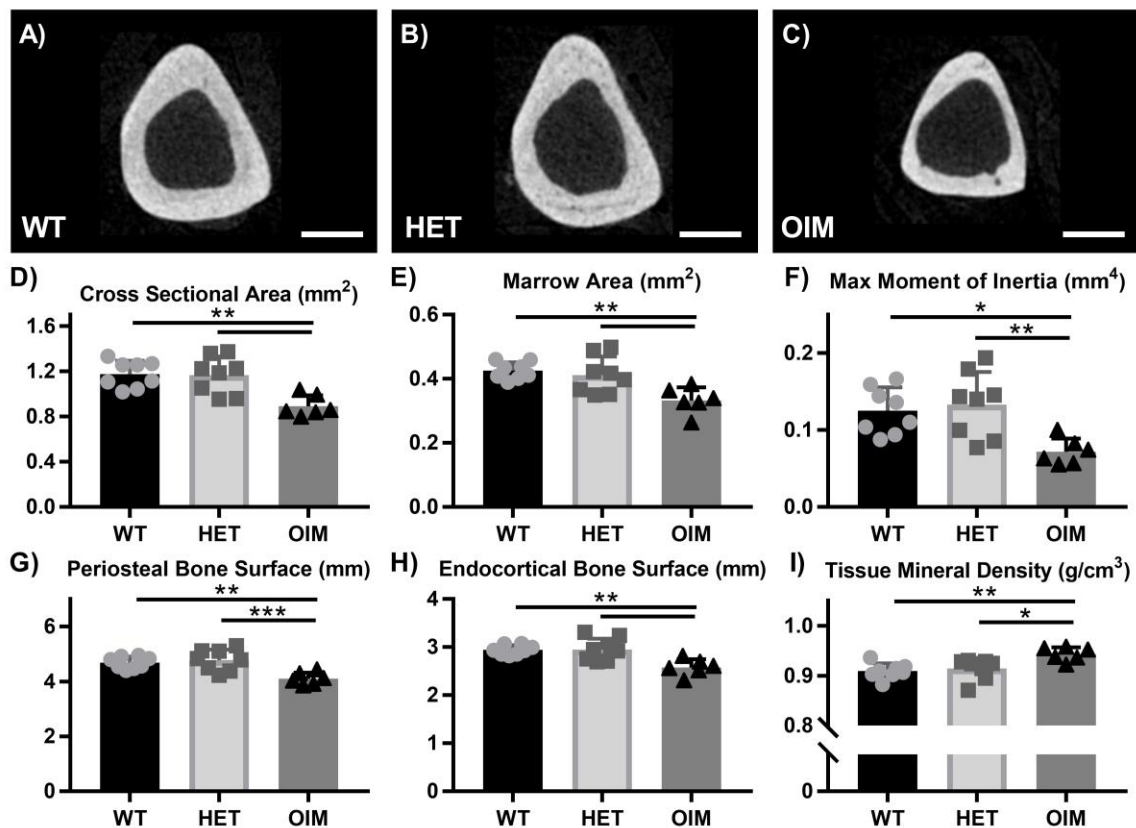 A) B) C)
WT HET OIM
D) Cross Sectional Area (mm²) E) Marrow Area (mm²) F) Max Moment of Inertia (mm⁴)
** ** *
**
1.6 0.6 0.2
1.2 0.4
0.8 0.1
0.4 0.2
0.0 0.0 0.0
WT HET OIM WT HET OIM WT HET OIM
G) Periosteal Bone Surface (mm) H) Endocortical Bone Surface (mm) I) Tissue Mineral Density (g/cm³)
** ** **
*** *
6 4 1.0
4 3 0.9
2 2 0.8
1
0 0 0
WT HET OIM WT HET OIM WT HET OIM